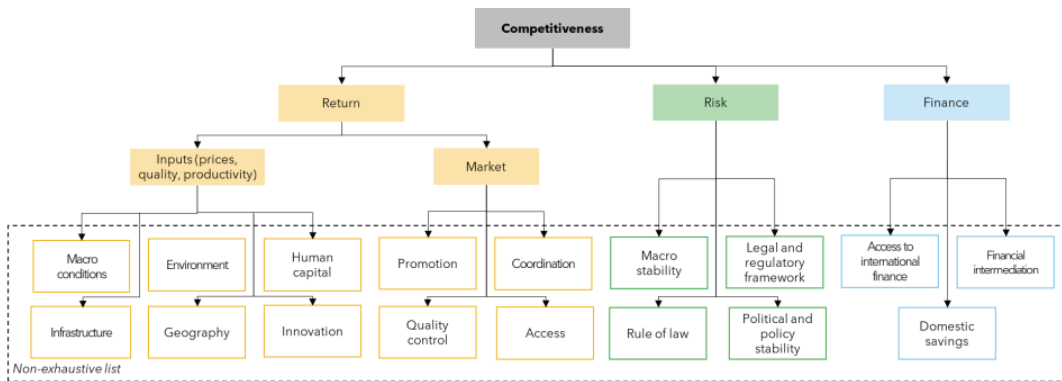 Competitiveness
Return
Risk
Finance
Inputs (prices,
quality, productivity)
Market
Macro
conditions
Environment
Human
capital
Promotion
Coordination
Macro
stability
Legal and
regulatory
framework
Access to
international
finance
Financial
intermediation
Infrastructure
Geography
Innovation
Quality
control
Access
Rule of law
Political and
policy
stability
Domestic
savings
Non-exhaustive list